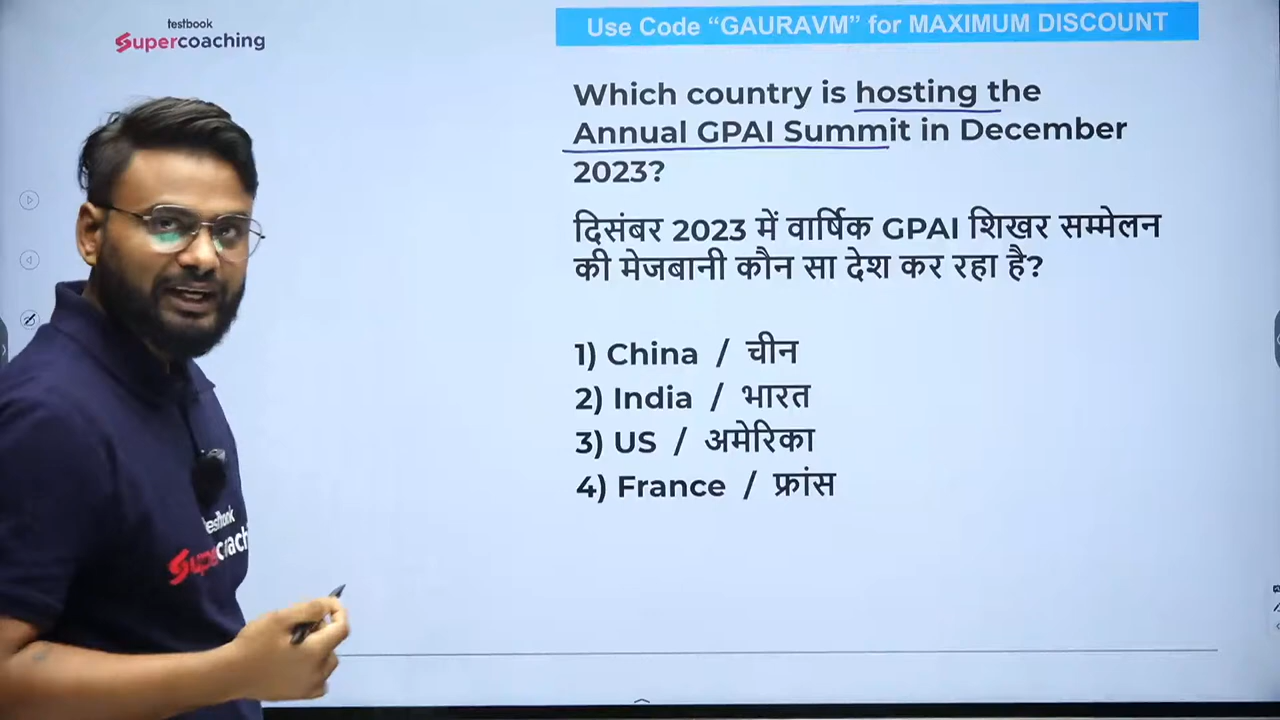 testbook
Supercoaching
Use Code “GAURAVM” for MAXIMUM DISCOUNT
Which country is hosting the
Annual GPAI Summit in December
2023?
दिसंबर 2023 में वार्षिक GPAI शिखर सम्मेलन
की मेजबानी कौन सा देश कर रहा है?
1) China / चीन
2) India / भारत
3) US / अमेरिका
4) France / फ्रांस
testbook
Supercoach